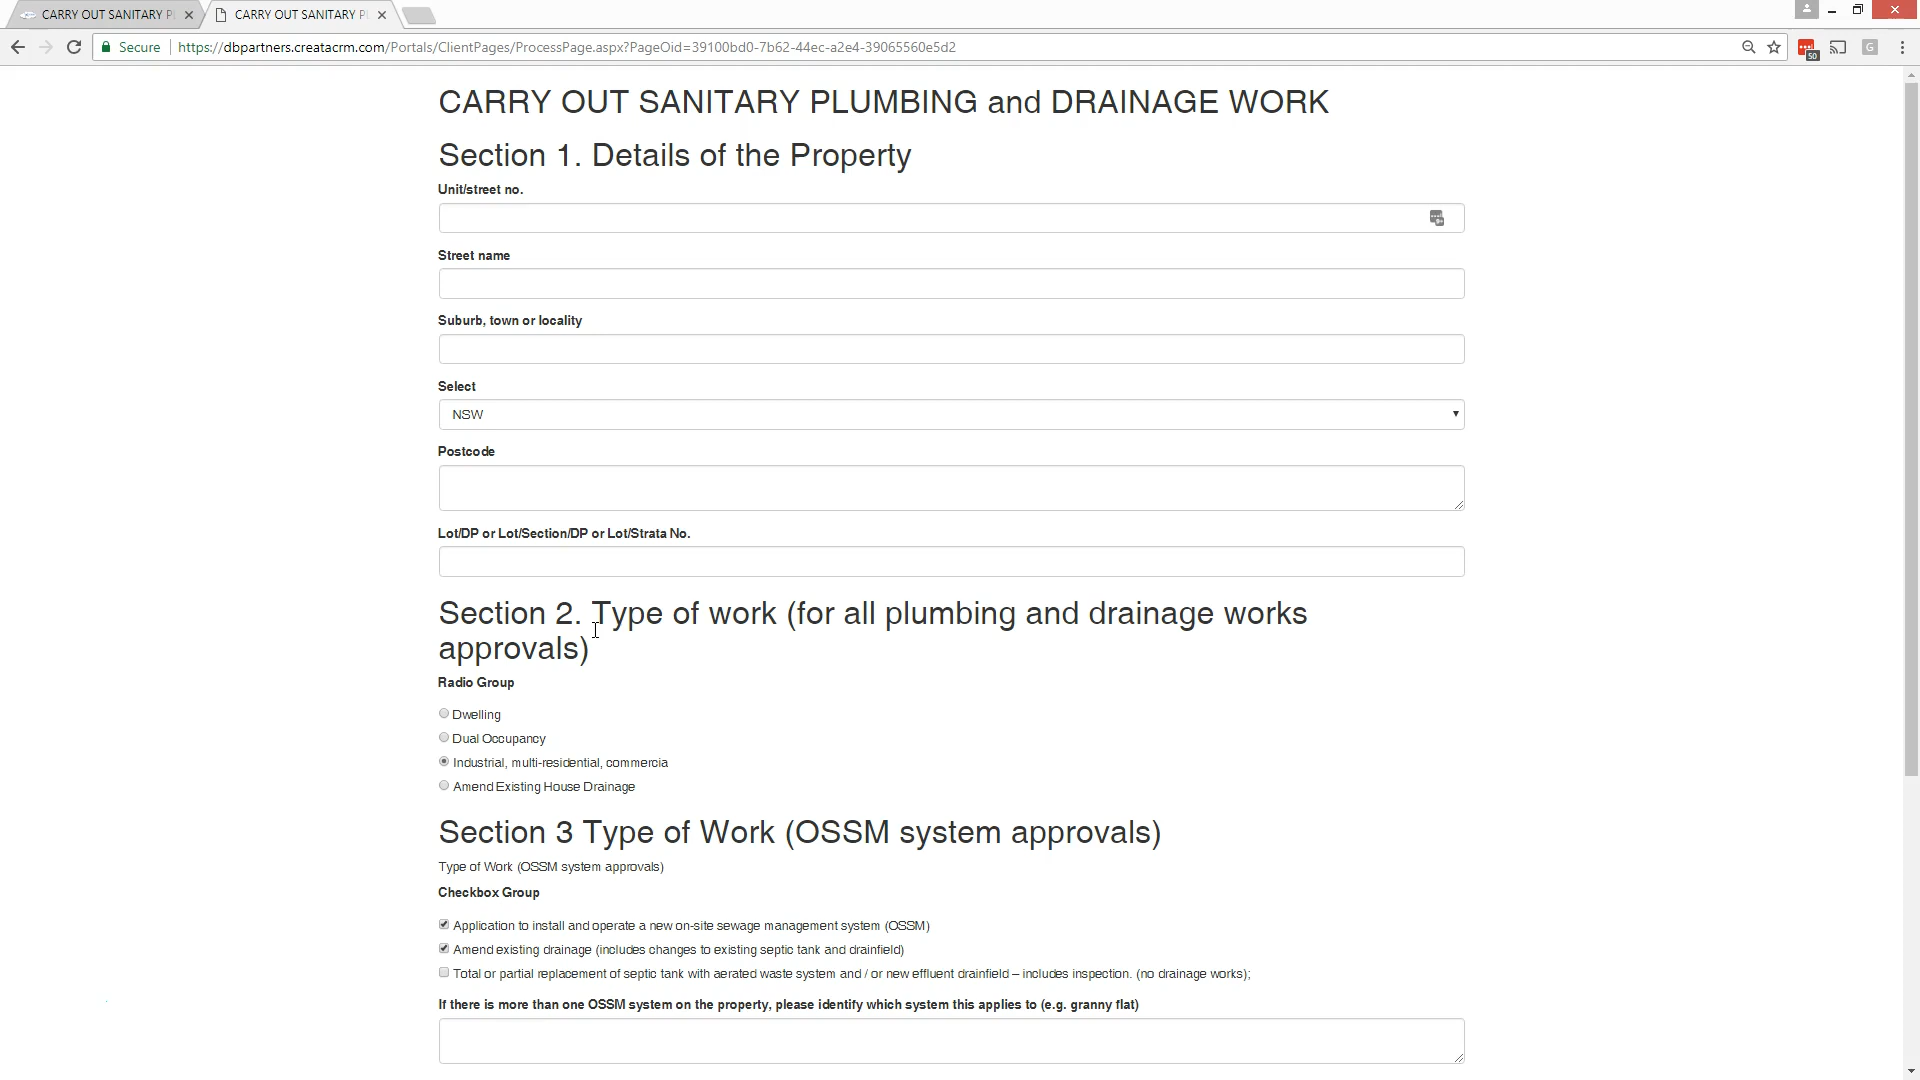 CARRY OUT SANITARY P
CARRY OUT SANITARY P
Secure
https://dbpartners.creatacrm.com/Portals/ClientPages/ProcessPage.aspx?PageOid=39100bd0-7b62-44ec-a2e4-39065560e5d2
50
G
CARRY OUT SANITARY PLUMBING and DRAINAGE WORK
Section 1. Details of the Property
Unit/street no.
Street name
Suburb, town or locality
Select
NSW
Postcode
Lot/DP or Lot/Section/DP or Lot/Strata No.
Section 2. Type of work (for all plumbing and drainage works
approvals)
Radio Group
Dwelling
Dual Occupancy
Industrial, multi-residential, commercia
Amend Existing House Drainage
Section 3 Type of Work (OSSM system approvals)
Type of Work (OSSM system approvals)
Checkbox Group
Application to install and operate a new on-site sewage management system (OSSM)
Amend existing drainage (includes changes to existing septic tank and drainfield)
Total or partial replacement of septic tank with aerated waste system and / or new effluent drainfield – includes inspection. (no drainage works);
If there is more than one OSSM system on the property, please identify which system this applies to (e.g. granny flat)